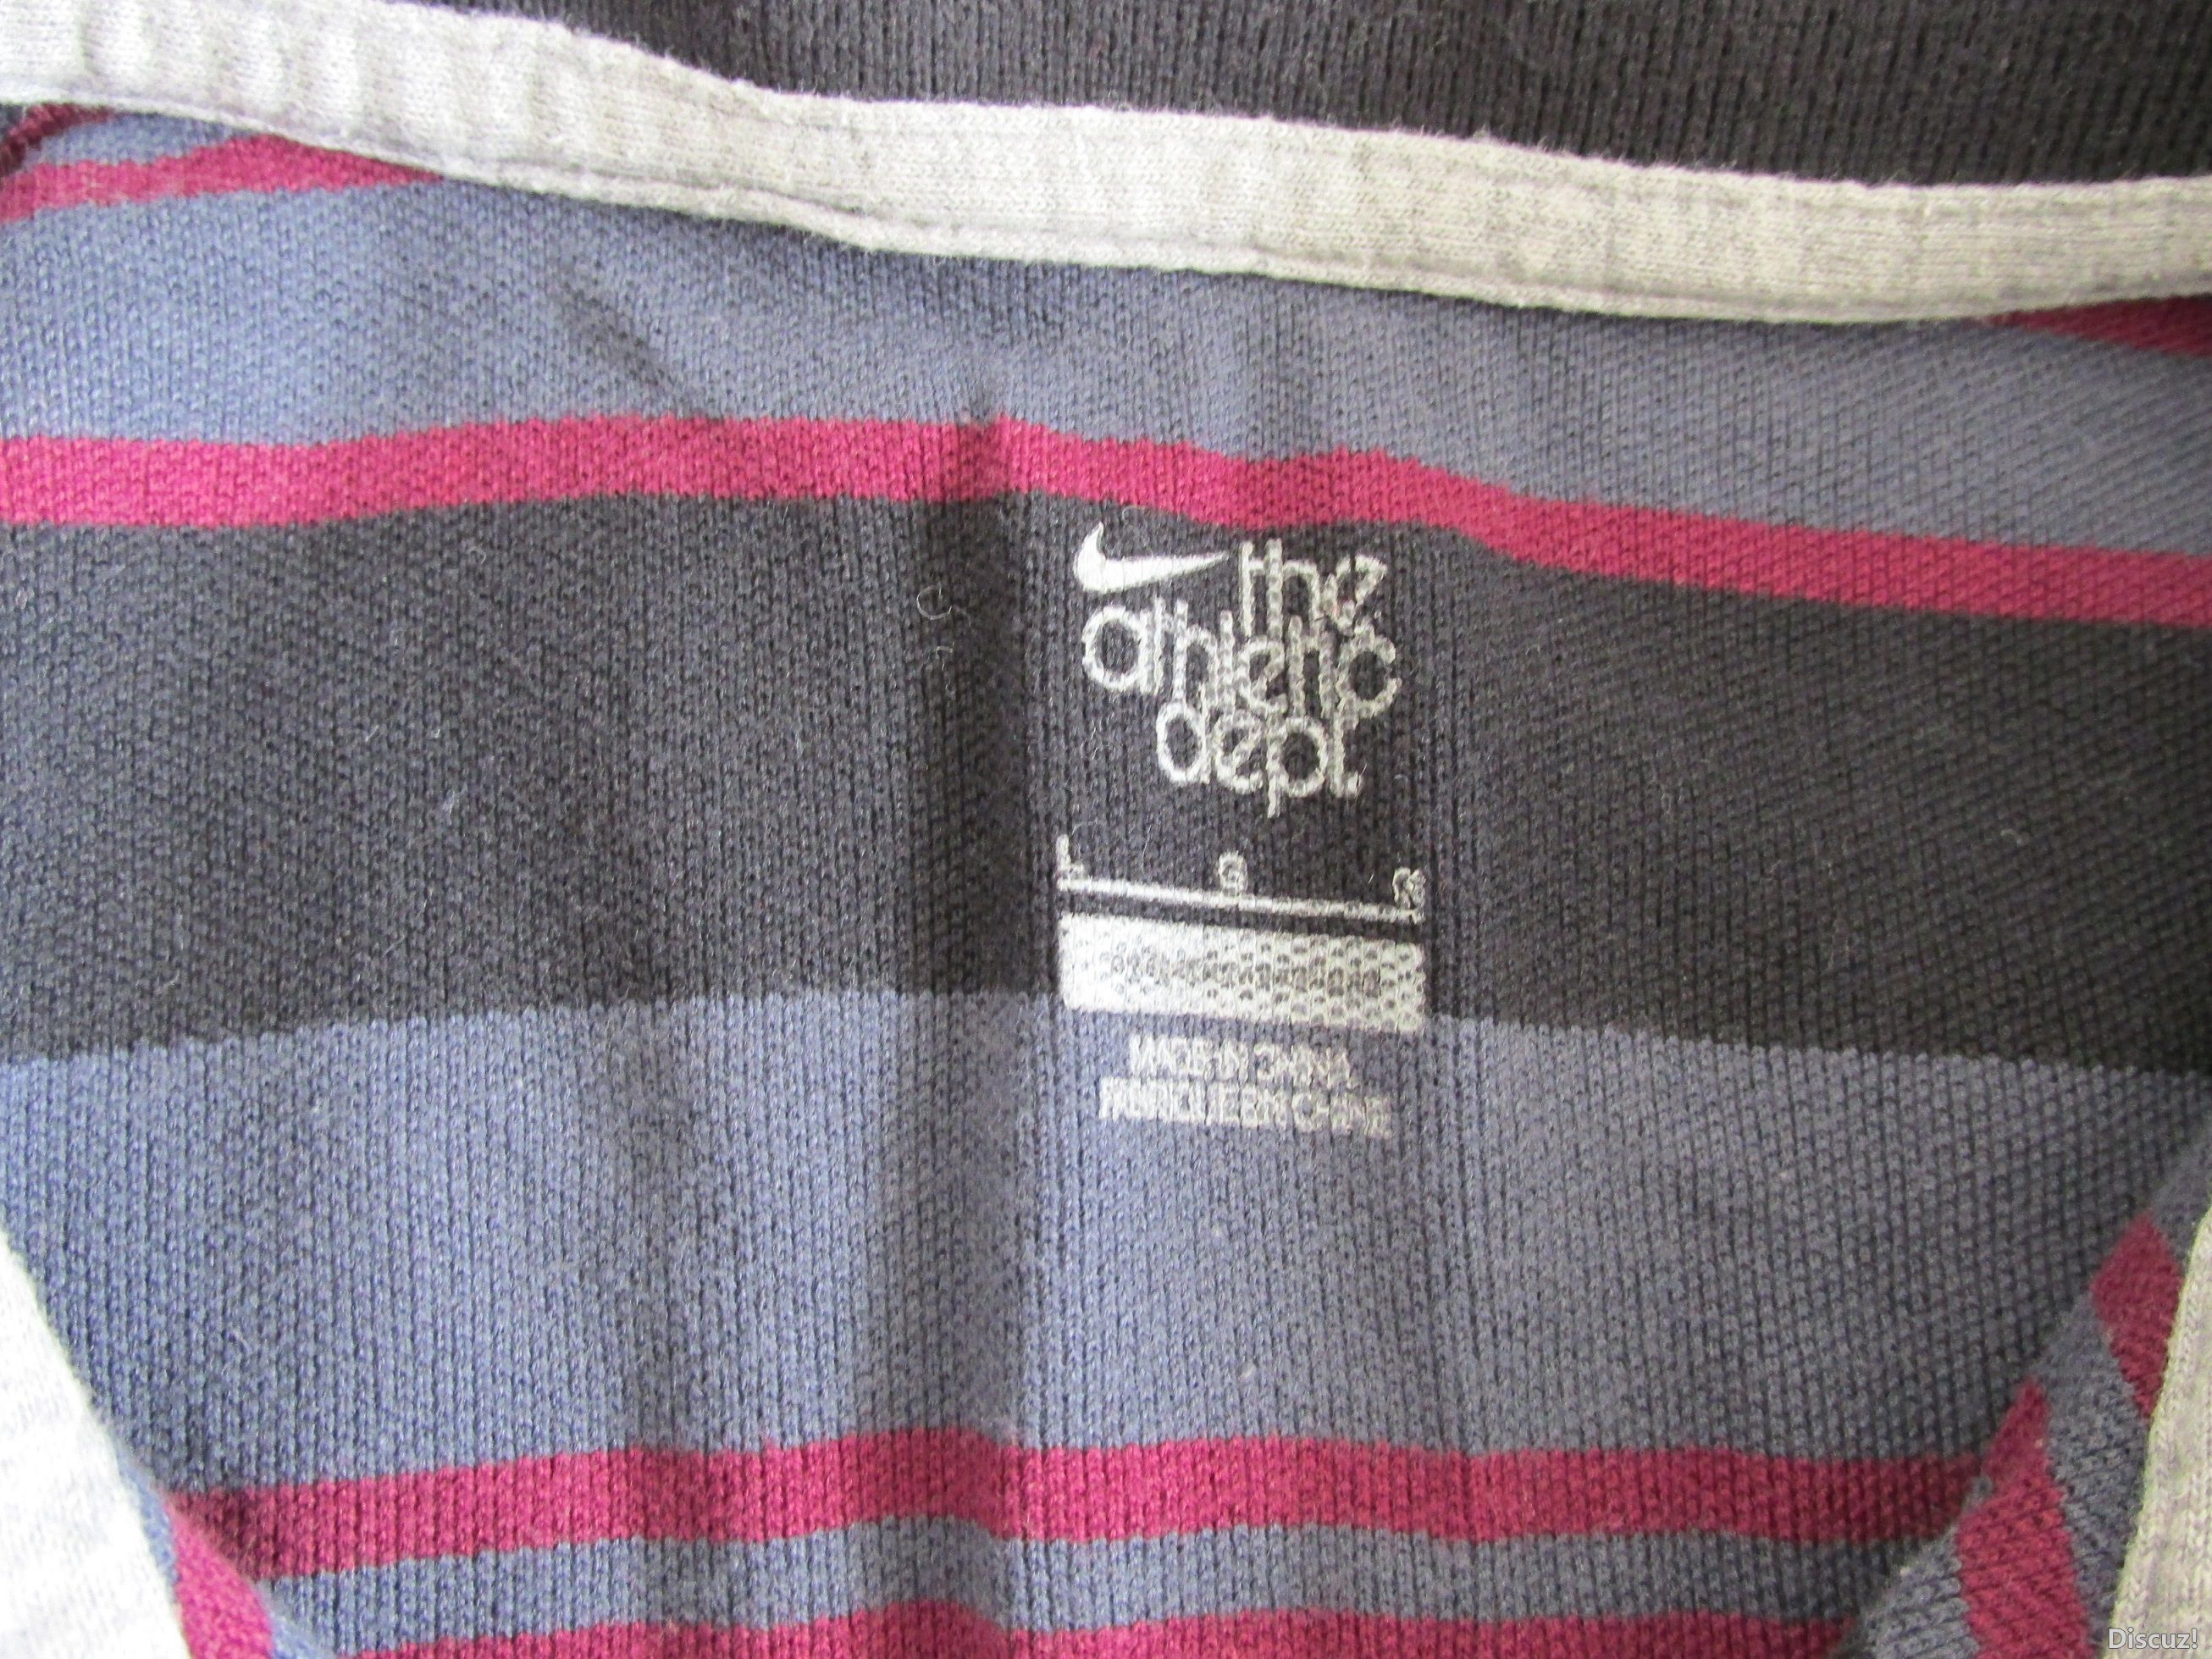 the
athletic
dept.
L G G
MADE IN CHINA
FABRIQUÉ EN CHINE
Discuz!